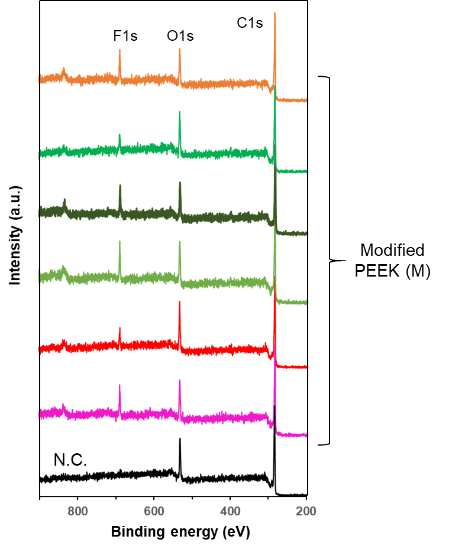 F1s
O1s
C1s
Intensity (a.u.)
Modified
PEEK (M)
N.C.
800
600
400
200
Binding energy (eV)